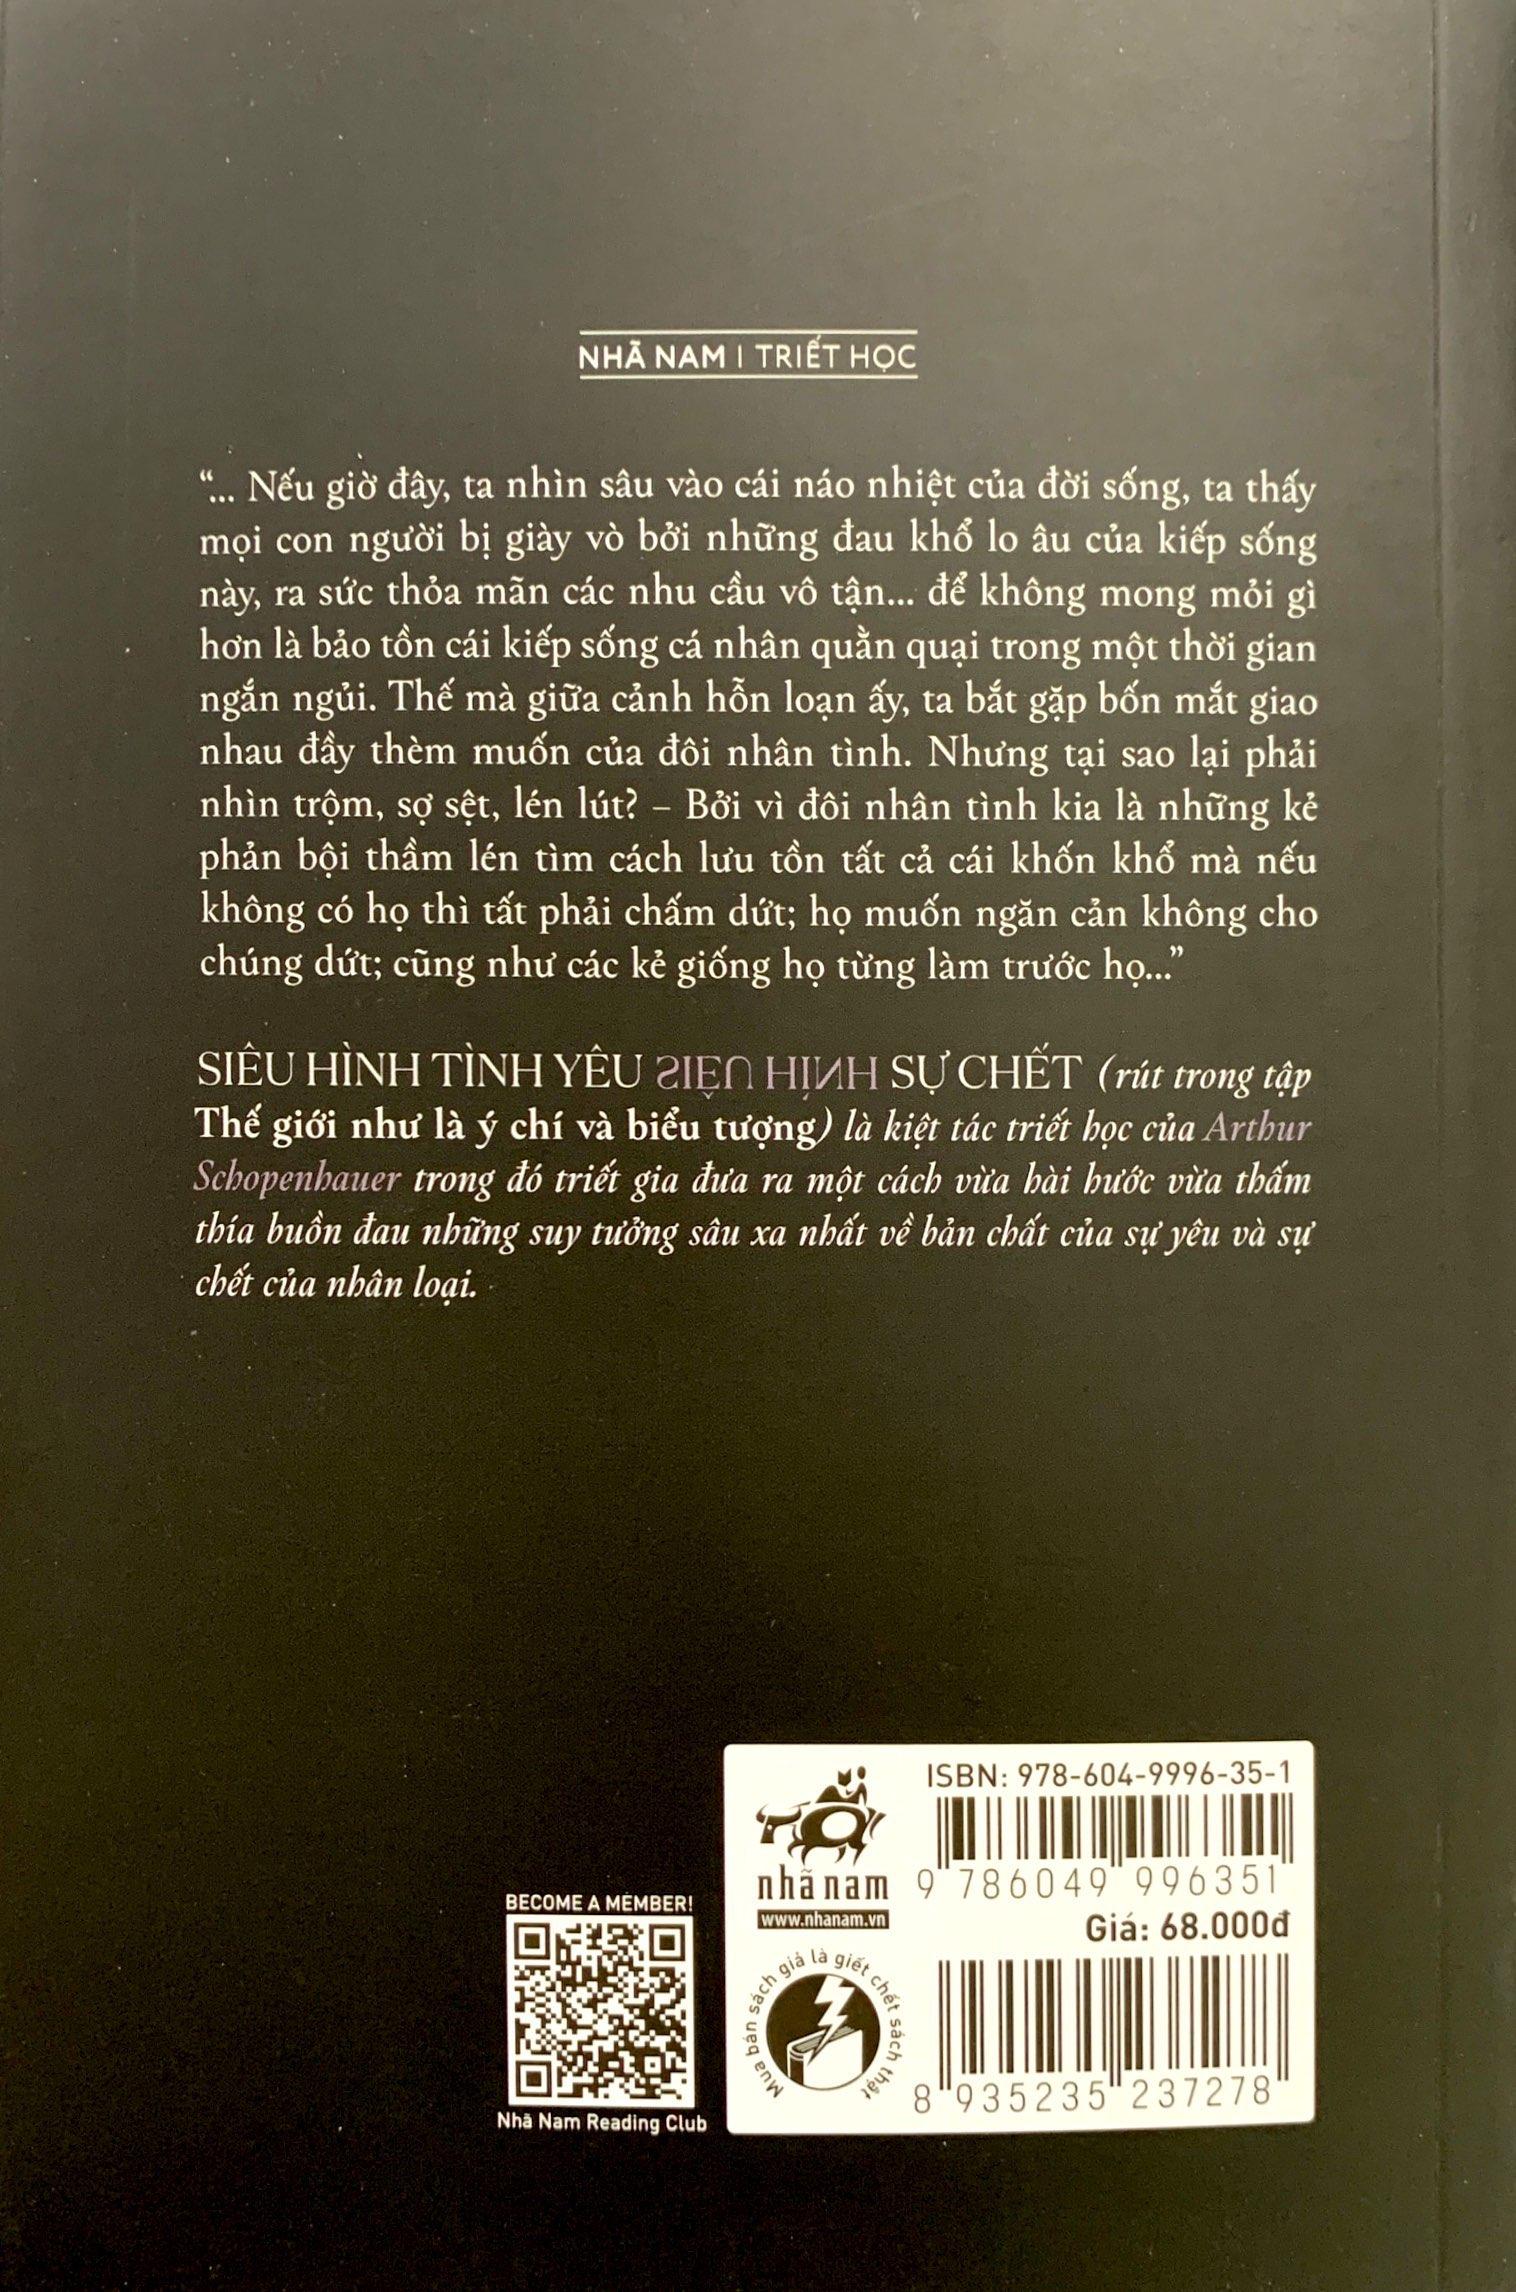 NHÃ NAM | TRIẾT HỌC
“... Nếu giờ đây, ta nhìn sâu vào cái náo nhiệt của đời sống, ta thấy
mọi con người bị giày vò bởi những đau khổ lo âu của kiếp sống
này, ra sức thỏa mãn các nhu cầu vô tận... để không mong mỏi gì
hơn là bảo tồn cái kiếp sống cá nhân quằn quại trong một thời gian
ngắn ngủi. Thế mà giữa cảnh hỗn loạn ấy, ta bắt gặp bốn mắt giao
nhau đầy thèm muốn của đôi nhân tình. Nhưng tại sao lại phải
nhìn trộm, sợ sệt, lén lút? – Bởi vì đôi nhân tình kia là những kẻ
phản bội thầm lén tìm cách lưu tồn tất cả cái khốn khổ mà nếu
không có họ thì tất phải chấm dứt; họ muốn ngăn cản không cho
chúng dứt; cũng như các kẻ giống họ từng làm trước họ...”
SIÊU HÌNH TÌNH YÊU SIÊU HÌNH SỰ CHẾT (rút trong tập
Thế giới như là ý chí và biểu tượng) là kiệt tác triết học của Arthur
Schopenhauer trong đó triết gia đưa ra một cách vừa hài hước vừa thấm
thía buồn đau những suy tưởng sâu xa nhất về bản chất của sự yêu và sự
chết của nhân loại.
BECOME A MEMBER!
Nhã Nam Reading Club
nhã nam
www.nhanam.vn
Mua bán sách giả là giết chết sách thật
ISBN: 978-604-9996-35-1
9 786049 996351
Giá: 68.000đ
8 935235 237278